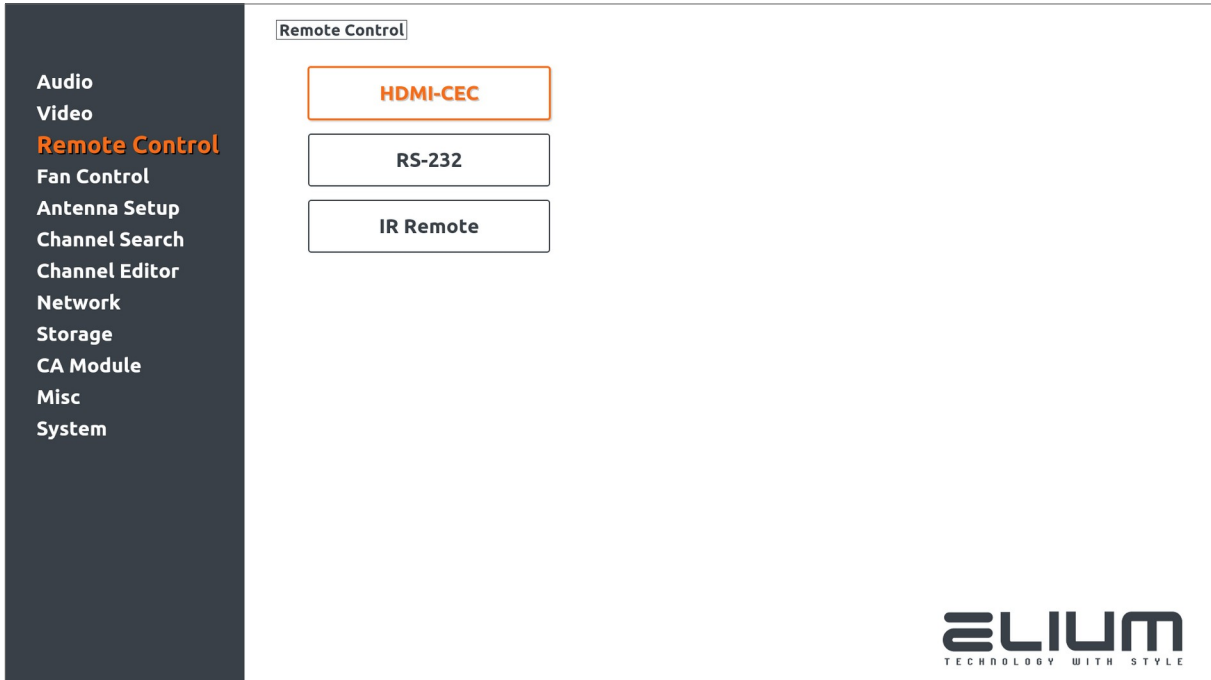 Remote Control
Audio
Video
Remote Control
Fan Control
Antenna Setup
Channel Search
Channel Editor
Network
Storage
CA Module
Misc
System
HDMI-CEC
RS-232
IR Remote
ELIUM
TECHNOLOGY WITH STYLE